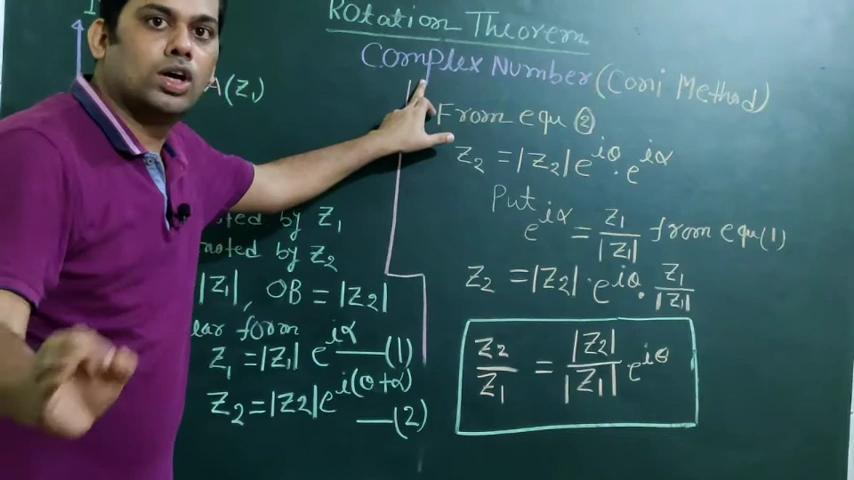 Rotation Theorem
Complex Number (Coni Method)
A(Z₁)
noted by Z₁
noted by Z₂
|Z₁|, OB = |Z₂|
lar form
Z₁ = |Z₁| e^{iα} —(1)
Z₂ = |Z₂| e^{i(θ+α)} —(2)
From equ (2)
Z₂ = |Z₂| e^{iθ} . e^{iα}
Put e^{iα} = Z₁/|Z₁| from equ(1)
Z₂ = |Z₂| . e^{iθ} . Z₁/|Z₁|
Z₂/Z₁ = |Z₂|/|Z₁| e^{iθ}